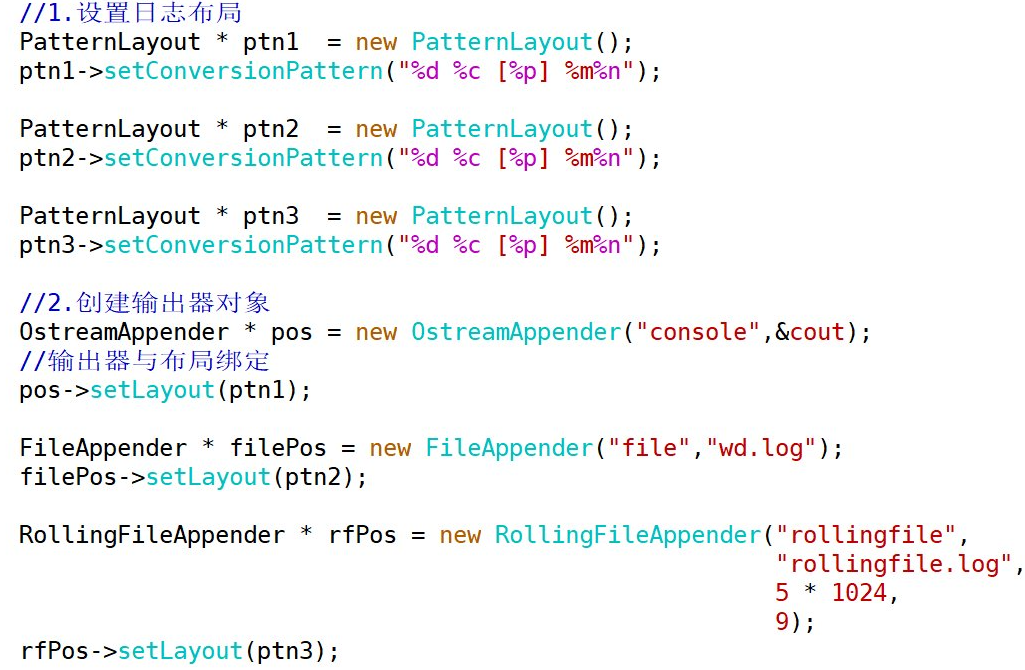 //1.设置日志布局
PatternLayout * ptn1  = new PatternLayout();
ptn1->setConversionPattern("%d %c [%p] %m%n");
PatternLayout * ptn2  = new PatternLayout();
ptn2->setConversionPattern("%d %c [%p] %m%n");
PatternLayout * ptn3  = new PatternLayout();
ptn3->setConversionPattern("%d %c [%p] %m%n");
//2.创建输出器对象
OstreamAppender * pos = new OstreamAppender("console",&cout);
//输出器与布局绑定
pos->setLayout(ptn1);
FileAppender * filePos = new FileAppender("file","wd.log");
filePos->setLayout(ptn2);
RollingFileAppender * rfPos = new RollingFileAppender("rollingfile",
"rollingfile.log",
5 * 1024,
9);
rfPos->setLayout(ptn3);